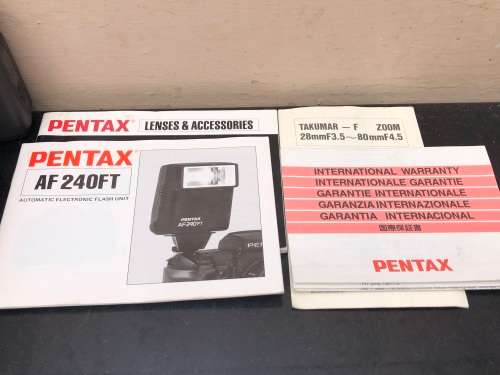 PENTAX LENSES & ACCESSORIES
TAKUMAR – F ZOOM
28mmF3.5~80mmF4.5
PENTAX
AF 240FT
AUTOMATIC ELECTRONIC FLASH UNIT
PENTAX
AF240FT
INTERNATIONAL WARRANTY
INTERNATIONALE GARANTIE
GARANTIE INTERNATIONALE
GARANZIA INTERNAZIONALE
GARANTIA INTERNACIONAL
国際保証書
PENTAX